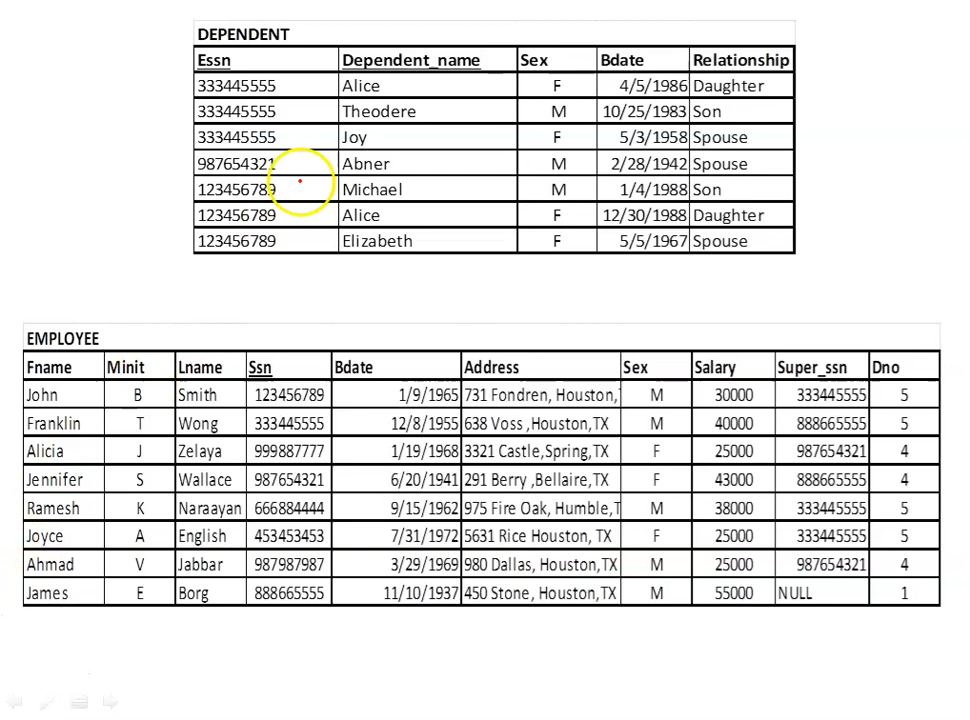 DEPENDENT
Essn Dependent_name Sex Bdate Relationship
333445555 Alice F 4/5/1986 Daughter
333445555 Theodere M 10/25/1983 Son
333445555 Joy F 5/3/1958 Spouse
987654321 Abner M 2/28/1942 Spouse
123456789 Michael M 1/4/1988 Son
123456789 Alice F 12/30/1988 Daughter
123456789 Elizabeth F 5/5/1967 Spouse
EMPLOYEE
Fname Minit Lname Ssn Bdate Address Sex Salary Super_ssn Dno
John B Smith 123456789 1/9/1965 731 Fondren, Houston, M 30000 333445555 5
Franklin T Wong 333445555 12/8/1955 638 Voss ,Houston,TX M 40000 888665555 5
Alicia J Zelaya 999887777 1/19/1968 3321 Castle,Spring,TX F 25000 987654321 4
Jennifer S Wallace 987654321 6/20/1941 291 Berry ,Bellaire,TX F 43000 888665555 4
Ramesh K Naraayan 666884444 9/15/1962 975 Fire Oak, Humble,T M 38000 333445555 5
Joyce A English 453453453 7/31/1972 5631 Rice Houston, TX F 25000 333445555 5
Ahmad V Jabbar 987987987 3/29/1969 980 Dallas, Houston,TX M 25000 987654321 4
James E Borg 888665555 11/10/1937 450 Stone, Houston,TX M 55000 NULL 1